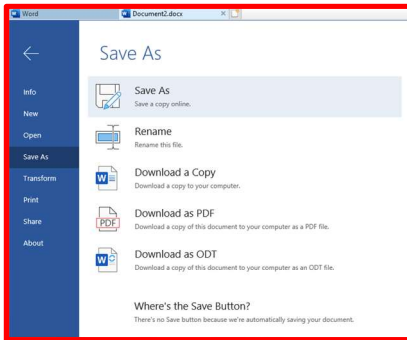 Word
Document2.docx
Save As
Info
New
Open
Save As
Transform
Print
Share
About
Save As
Save a copy online.
Rename
Rename this file.
Download a Copy
Download a copy to your computer.
PDF
Download as PDF
Download a copy of this document to your computer as a PDF file.
Download as ODT
Download a copy of this document to your computer as an ODT file.
Where's the Save Button?
There's no Save button because we're automatically saving your document.